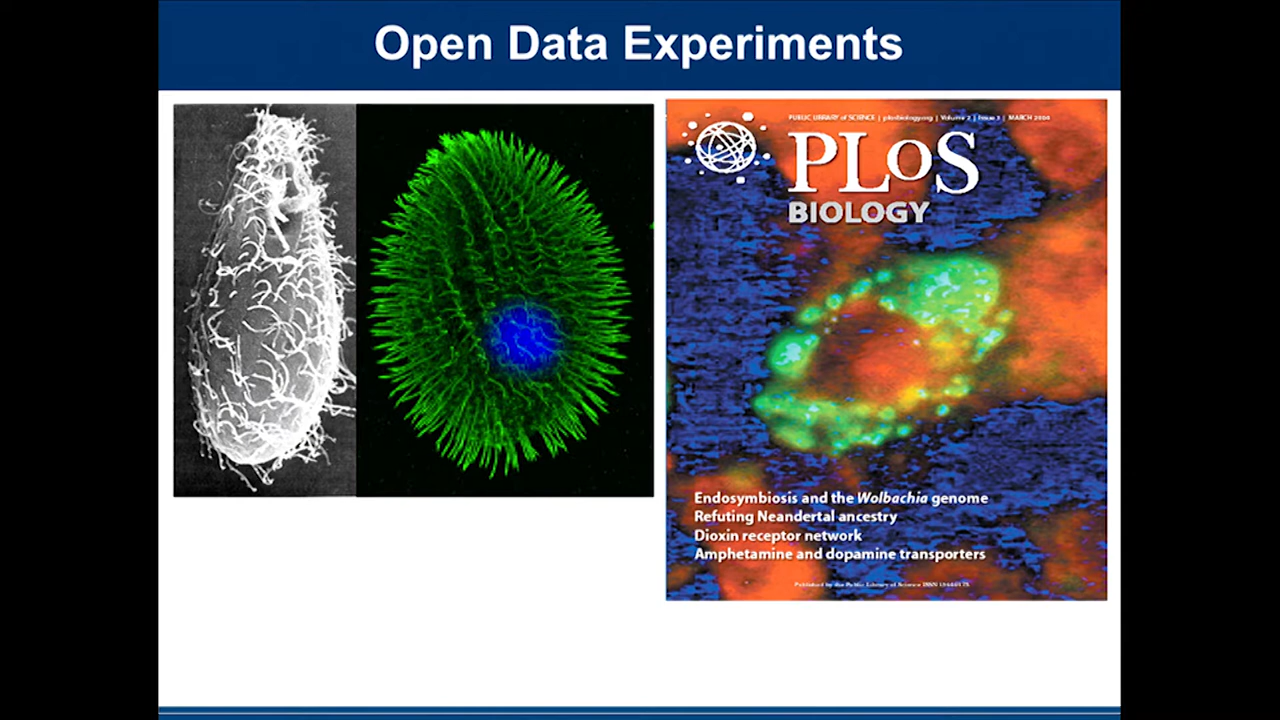 Open Data Experiments
PUBLIC LIBRARY of SCIENCE | plosbiology.org | Volume 2 | Issue 3 | MARCH 2004
PLoS
BIOLOGY
Endosymbiosis and the Wolbachia genome
Refuting Neandertal ancestry
Dioxin receptor network
Amphetamine and dopamine transporters
Published by the Public Library of Science ISSN